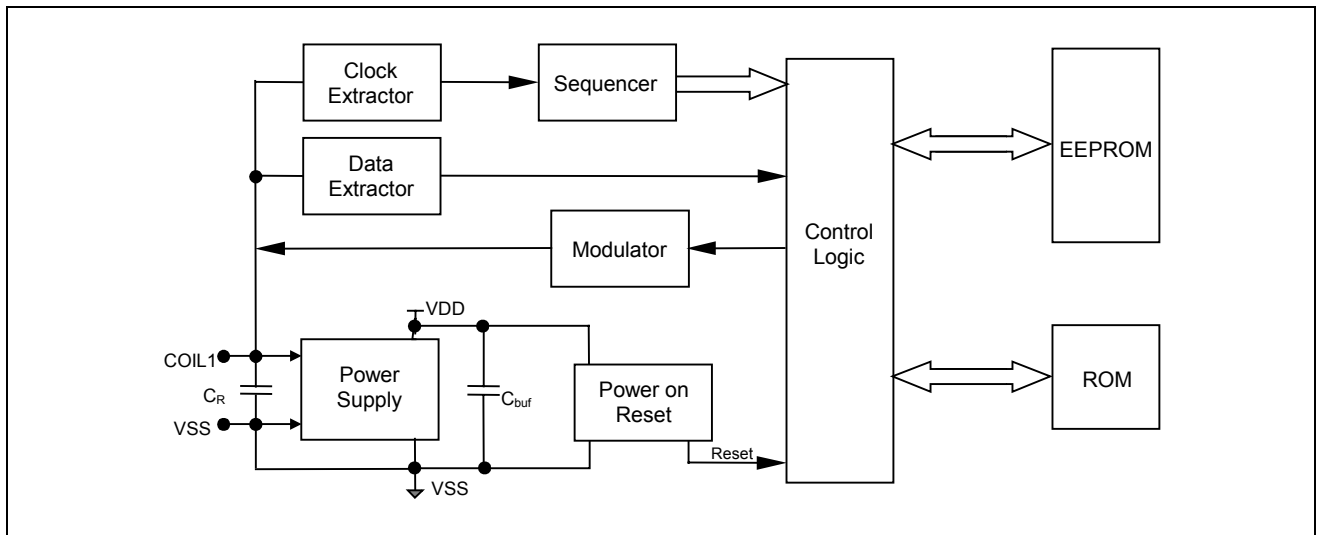 Clock
Extractor
Sequencer
Data
Extractor
Modulator
Control
Logic
EEPROM
ROM
VDD
COIL1
CR
VSS
Power
Supply
Cbuf
Power on
Reset
Reset
VSS